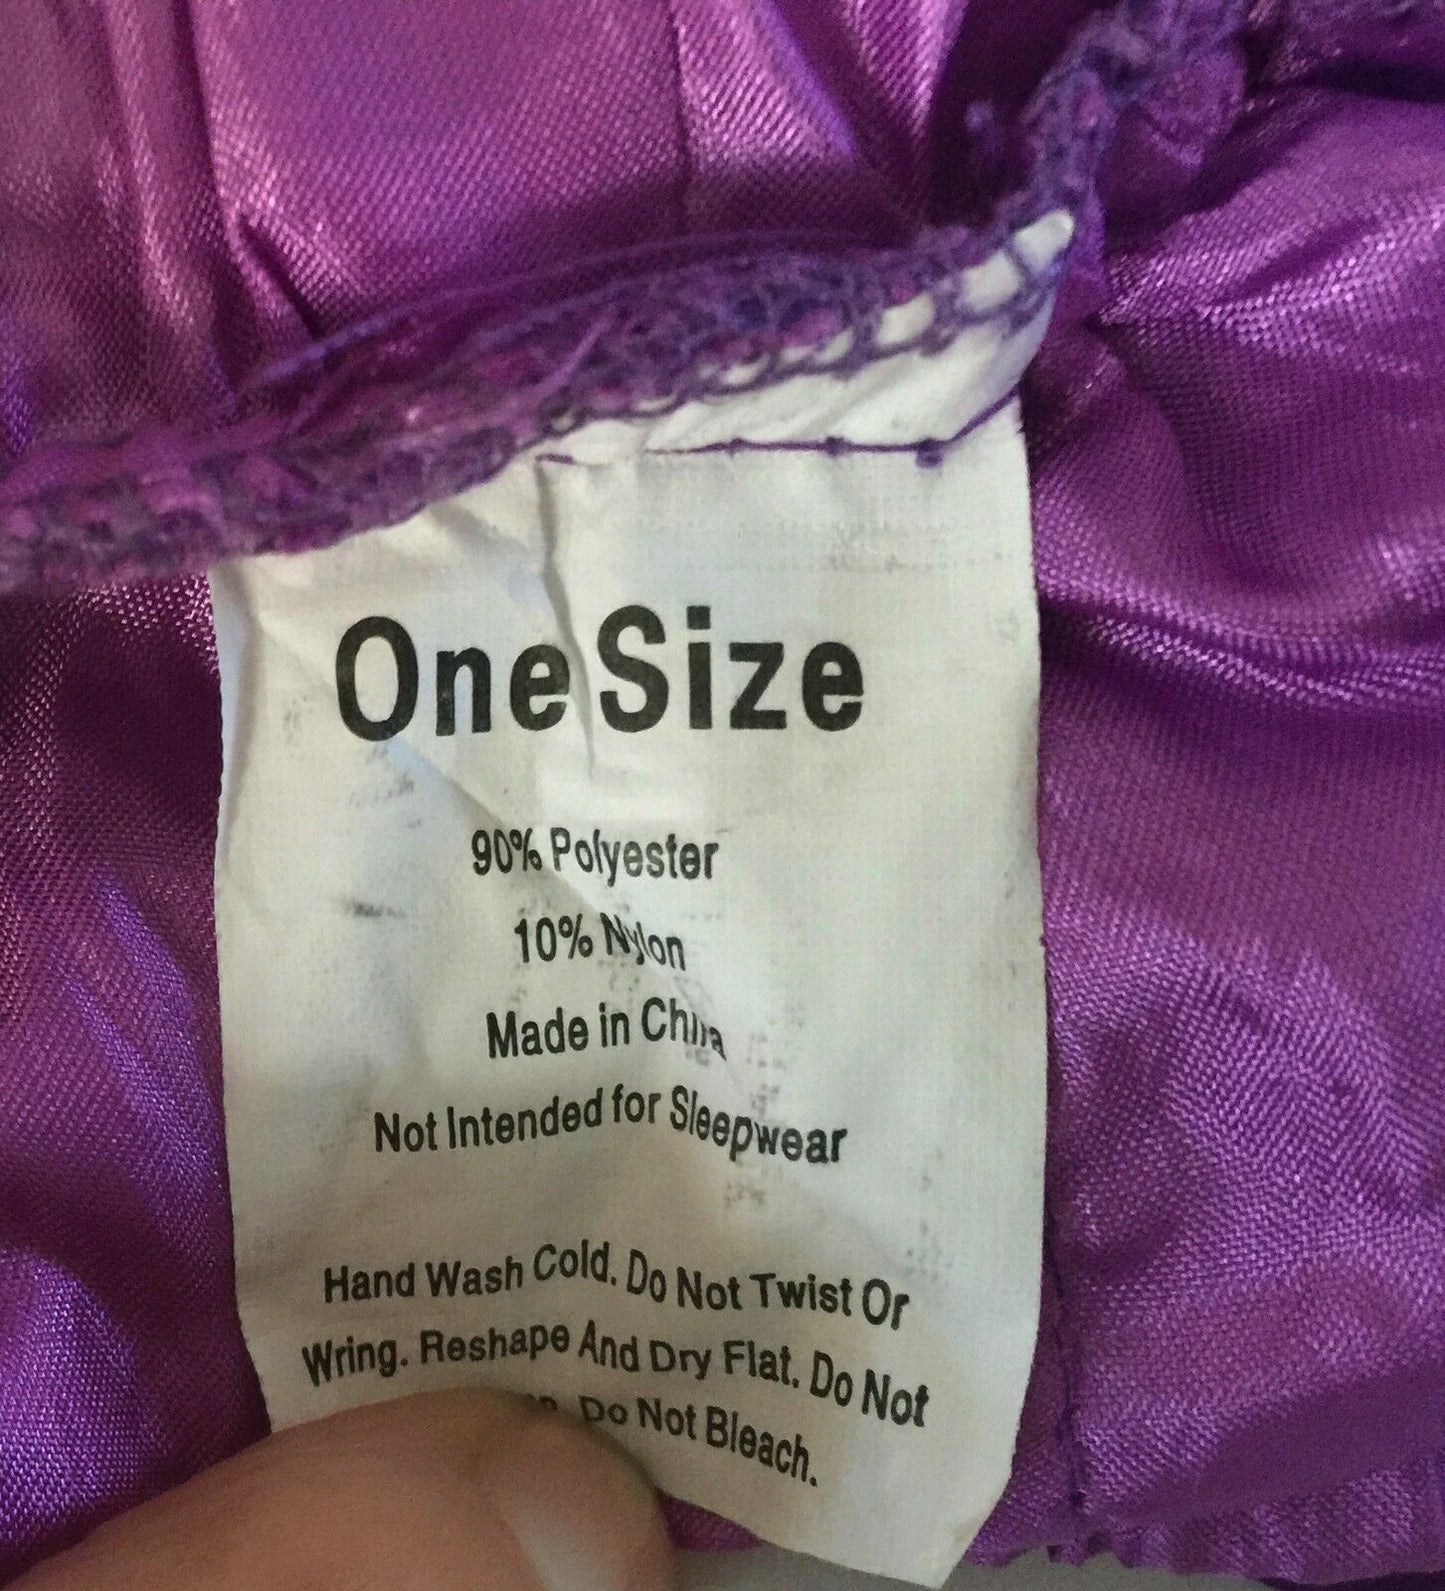 One Size
90% Polyester
10% Nylon
Made in China
Not Intended for Sleepwear
Hand Wash Cold. Do Not Twist Or
Wring. Reshape And Dry Flat. Do Not
Do Not Bleach.